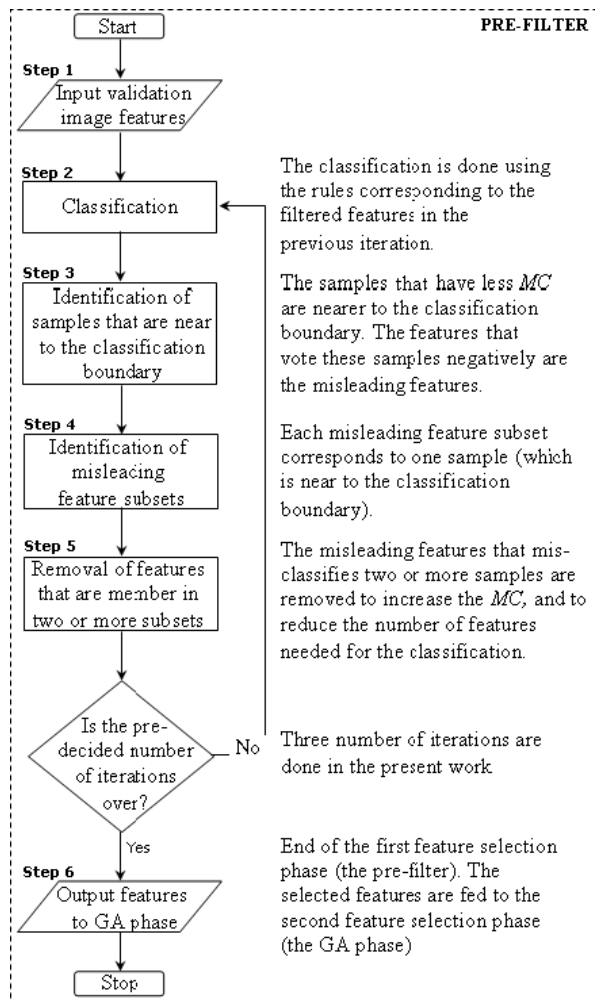 Start
PRE-FILTER
Step 1
Input validation
image features
Step 2
Classification
The classification is done using
the rules corresponding to the
filtered features in the
previous iteration.
Step 3
Identification of
samples that are near
to the classification
boundary
The samples that have less MC
are nearer to the classification
boundary. The features that
vote these samples negatively are
the misleading features.
Step 4
Identification of
misleading
feature subsets
Each misleading feature subset
corresponds to one sample (which
is near to the classification
boundary).
Step 5
Removal of features
that are member in
two or more subsets
The misleading features that mis-
classifies two or more samples are
removed to increase the MC, and to
reduce the number of features
needed for the classification.
Is the pre-
decided number
of iterations
over?
No
Three number of iterations are
done in the present work
Yes
Step 6
Output features
to GA phase
End of the first feature selection
phase (the pre-filter). The
selected features are fed to the
second feature selection phase
(the GA phase)
Stop